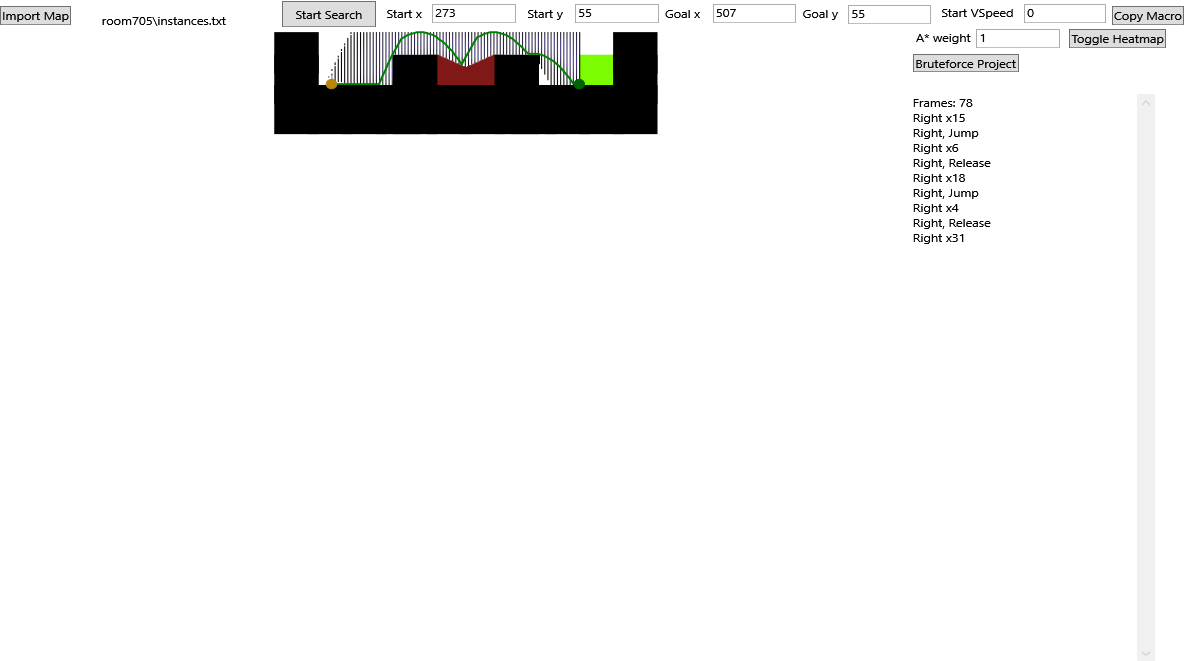 Import Map
room705\instances.txt
Start Search
Start x 273
Start y 55
Goal x 507
Goal y 55
Start VSpeed 0
Copy Macro
A* weight 1
Toggle Heatmap
Bruteforce Project
Frames: 78
Right x15
Right, Jump
Right x6
Right, Release
Right x18
Right, Jump
Right x4
Right, Release
Right x31